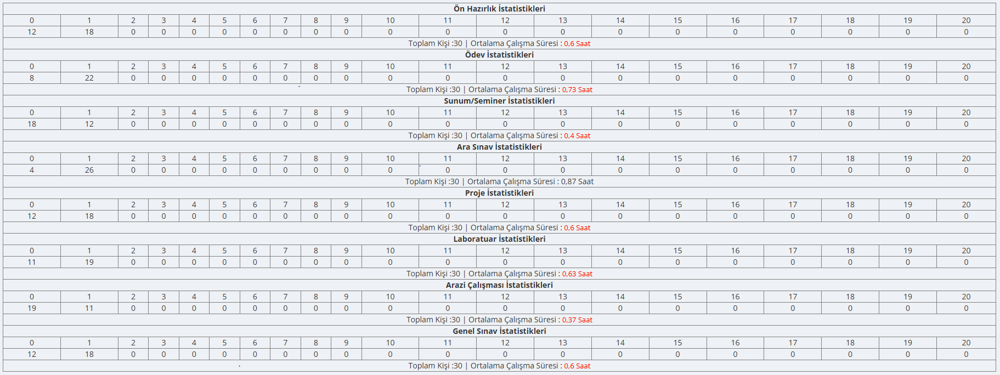 Ön Hazırlık İstatistikleri
0 1 2 3 4 5 6 7 8 9 10 11 12 13 14 15 16 17 18 19 20
12 18 0 0 0 0 0 0 0 0 0 0 0 0 0 0 0 0 0 0 0
Toplam Kişi :30 | Ortalama Çalışma Süresi : 0,6 Saat
Ödev İstatistikleri
0 1 2 3 4 5 6 7 8 9 10 11 12 13 14 15 16 17 18 19 20
8 22 0 0 0 0 0 0 0 0 0 0 0 0 0 0 0 0 0 0 0
Toplam Kişi :30 | Ortalama Çalışma Süresi : 0,73 Saat
Sunum/Seminer İstatistikleri
0 1 2 3 4 5 6 7 8 9 10 11 12 13 14 15 16 17 18 19 20
18 12 0 0 0 0 0 0 0 0 0 0 0 0 0 0 0 0 0 0 0
Toplam Kişi :30 | Ortalama Çalışma Süresi : 0,4 Saat
Ara Sınav İstatistikleri
0 1 2 3 4 5 6 7 8 9 10 11 12 13 14 15 16 17 18 19 20
4 26 0 0 0 0 0 0 0 0 0 0 0 0 0 0 0 0 0 0 0
Toplam Kişi :30 | Ortalama Çalışma Süresi : 0,87 Saat
Proje İstatistikleri
0 1 2 3 4 5 6 7 8 9 10 11 12 13 14 15 16 17 18 19 20
12 18 0 0 0 0 0 0 0 0 0 0 0 0 0 0 0 0 0 0 0
Toplam Kişi :30 | Ortalama Çalışma Süresi : 0,6 Saat
Laboratuar İstatistikleri
0 1 2 3 4 5 6 7 8 9 10 11 12 13 14 15 16 17 18 19 20
11 19 0 0 0 0 0 0 0 0 0 0 0 0 0 0 0 0 0 0 0
Toplam Kişi :30 | Ortalama Çalışma Süresi : 0,63 Saat
Arazi Çalışması İstatistikleri
0 1 2 3 4 5 6 7 8 9 10 11 12 13 14 15 16 17 18 19 20
19 11 0 0 0 0 0 0 0 0 0 0 0 0 0 0 0 0 0 0 0
Toplam Kişi :30 | Ortalama Çalışma Süresi : 0,37 Saat
Genel Sınav İstatistikleri
0 1 2 3 4 5 6 7 8 9 10 11 12 13 14 15 16 17 18 19 20
12 18 0 0 0 0 0 0 0 0 0 0 0 0 0 0 0 0 0 0 0
Toplam Kişi :30 | Ortalama Çalışma Süresi : 0,6 Saat